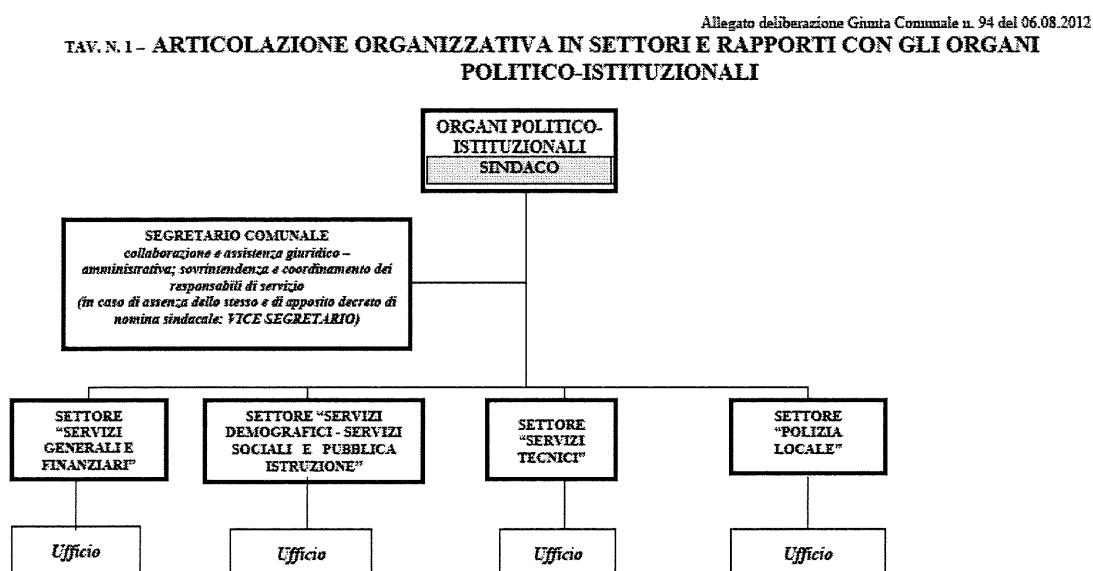 Allegato deliberazione Giunta Comunale n. 94 del 06.08.2012
TAV. N. 1 – ARTICOLAZIONE ORGANIZZATIVA IN SETTORI E RAPPORTI CON GLI ORGANI
POLITICO-ISTITUZIONALI
ORGANI POLITICO-
ISTITUZIONALI
SINDACO
SEGRETARIO COMUNALE
collaborazione e assistenza giuridico –
amministrativa; sovrintendenza e coordinamento dei
responsabili di servizio
(in caso di assenza dello stesso e di apposito decreto di
nomina sindacale: VICE SEGRETARIO)
SETTORE
“SERVIZI
GENERALI E
FINANZIARI”
SETTORE “SERVIZI
DEMOGRAFICI - SERVIZI
SOCIALI E PUBBLICA
ISTRUZIONE”
SETTORE
“SERVIZI
TECNICI”
SETTORE
“POLIZIA
LOCALE”
Ufficio
Ufficio
Ufficio
Ufficio